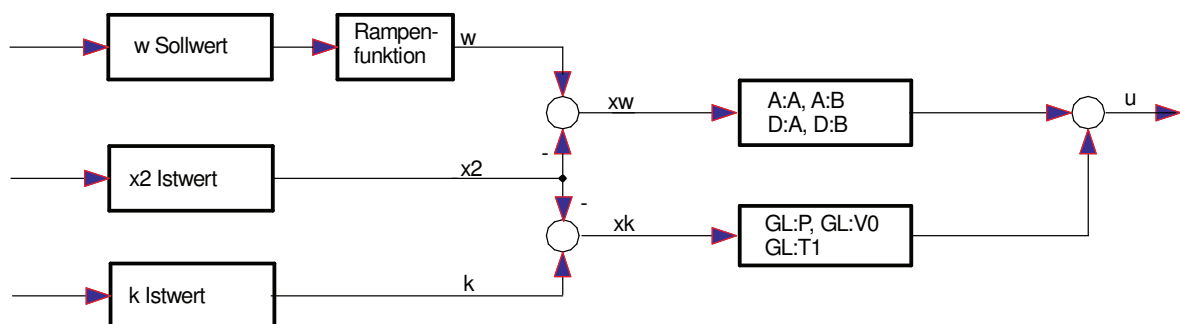 w Sollwert
Rampen-
funktion
w
xw
A:A, A:B
D:A, D:B
u
-
x2 Istwert
x2
-
xk
GL:P, GL:V0
GL:T1
k Istwert
k